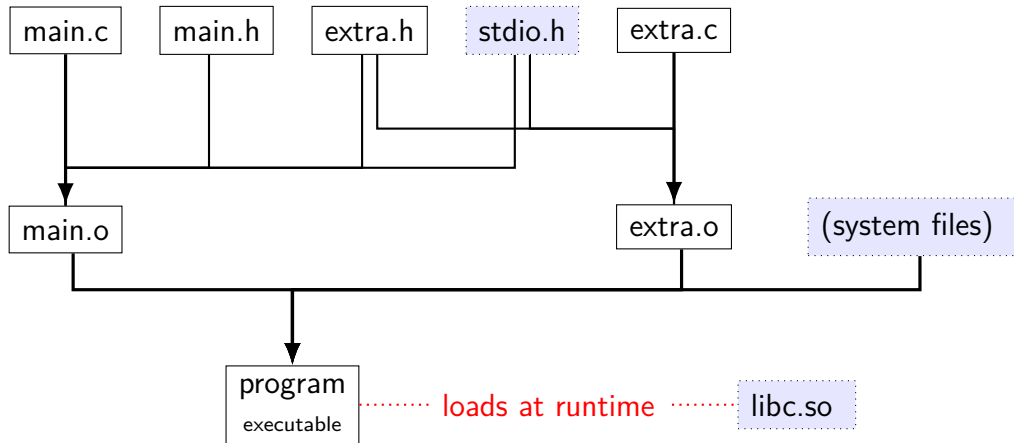 main.c
main.h
extra.h
stdio.h
extra.c
main.o
extra.o
(system files)
program
executable
loads at runtime
libc.so